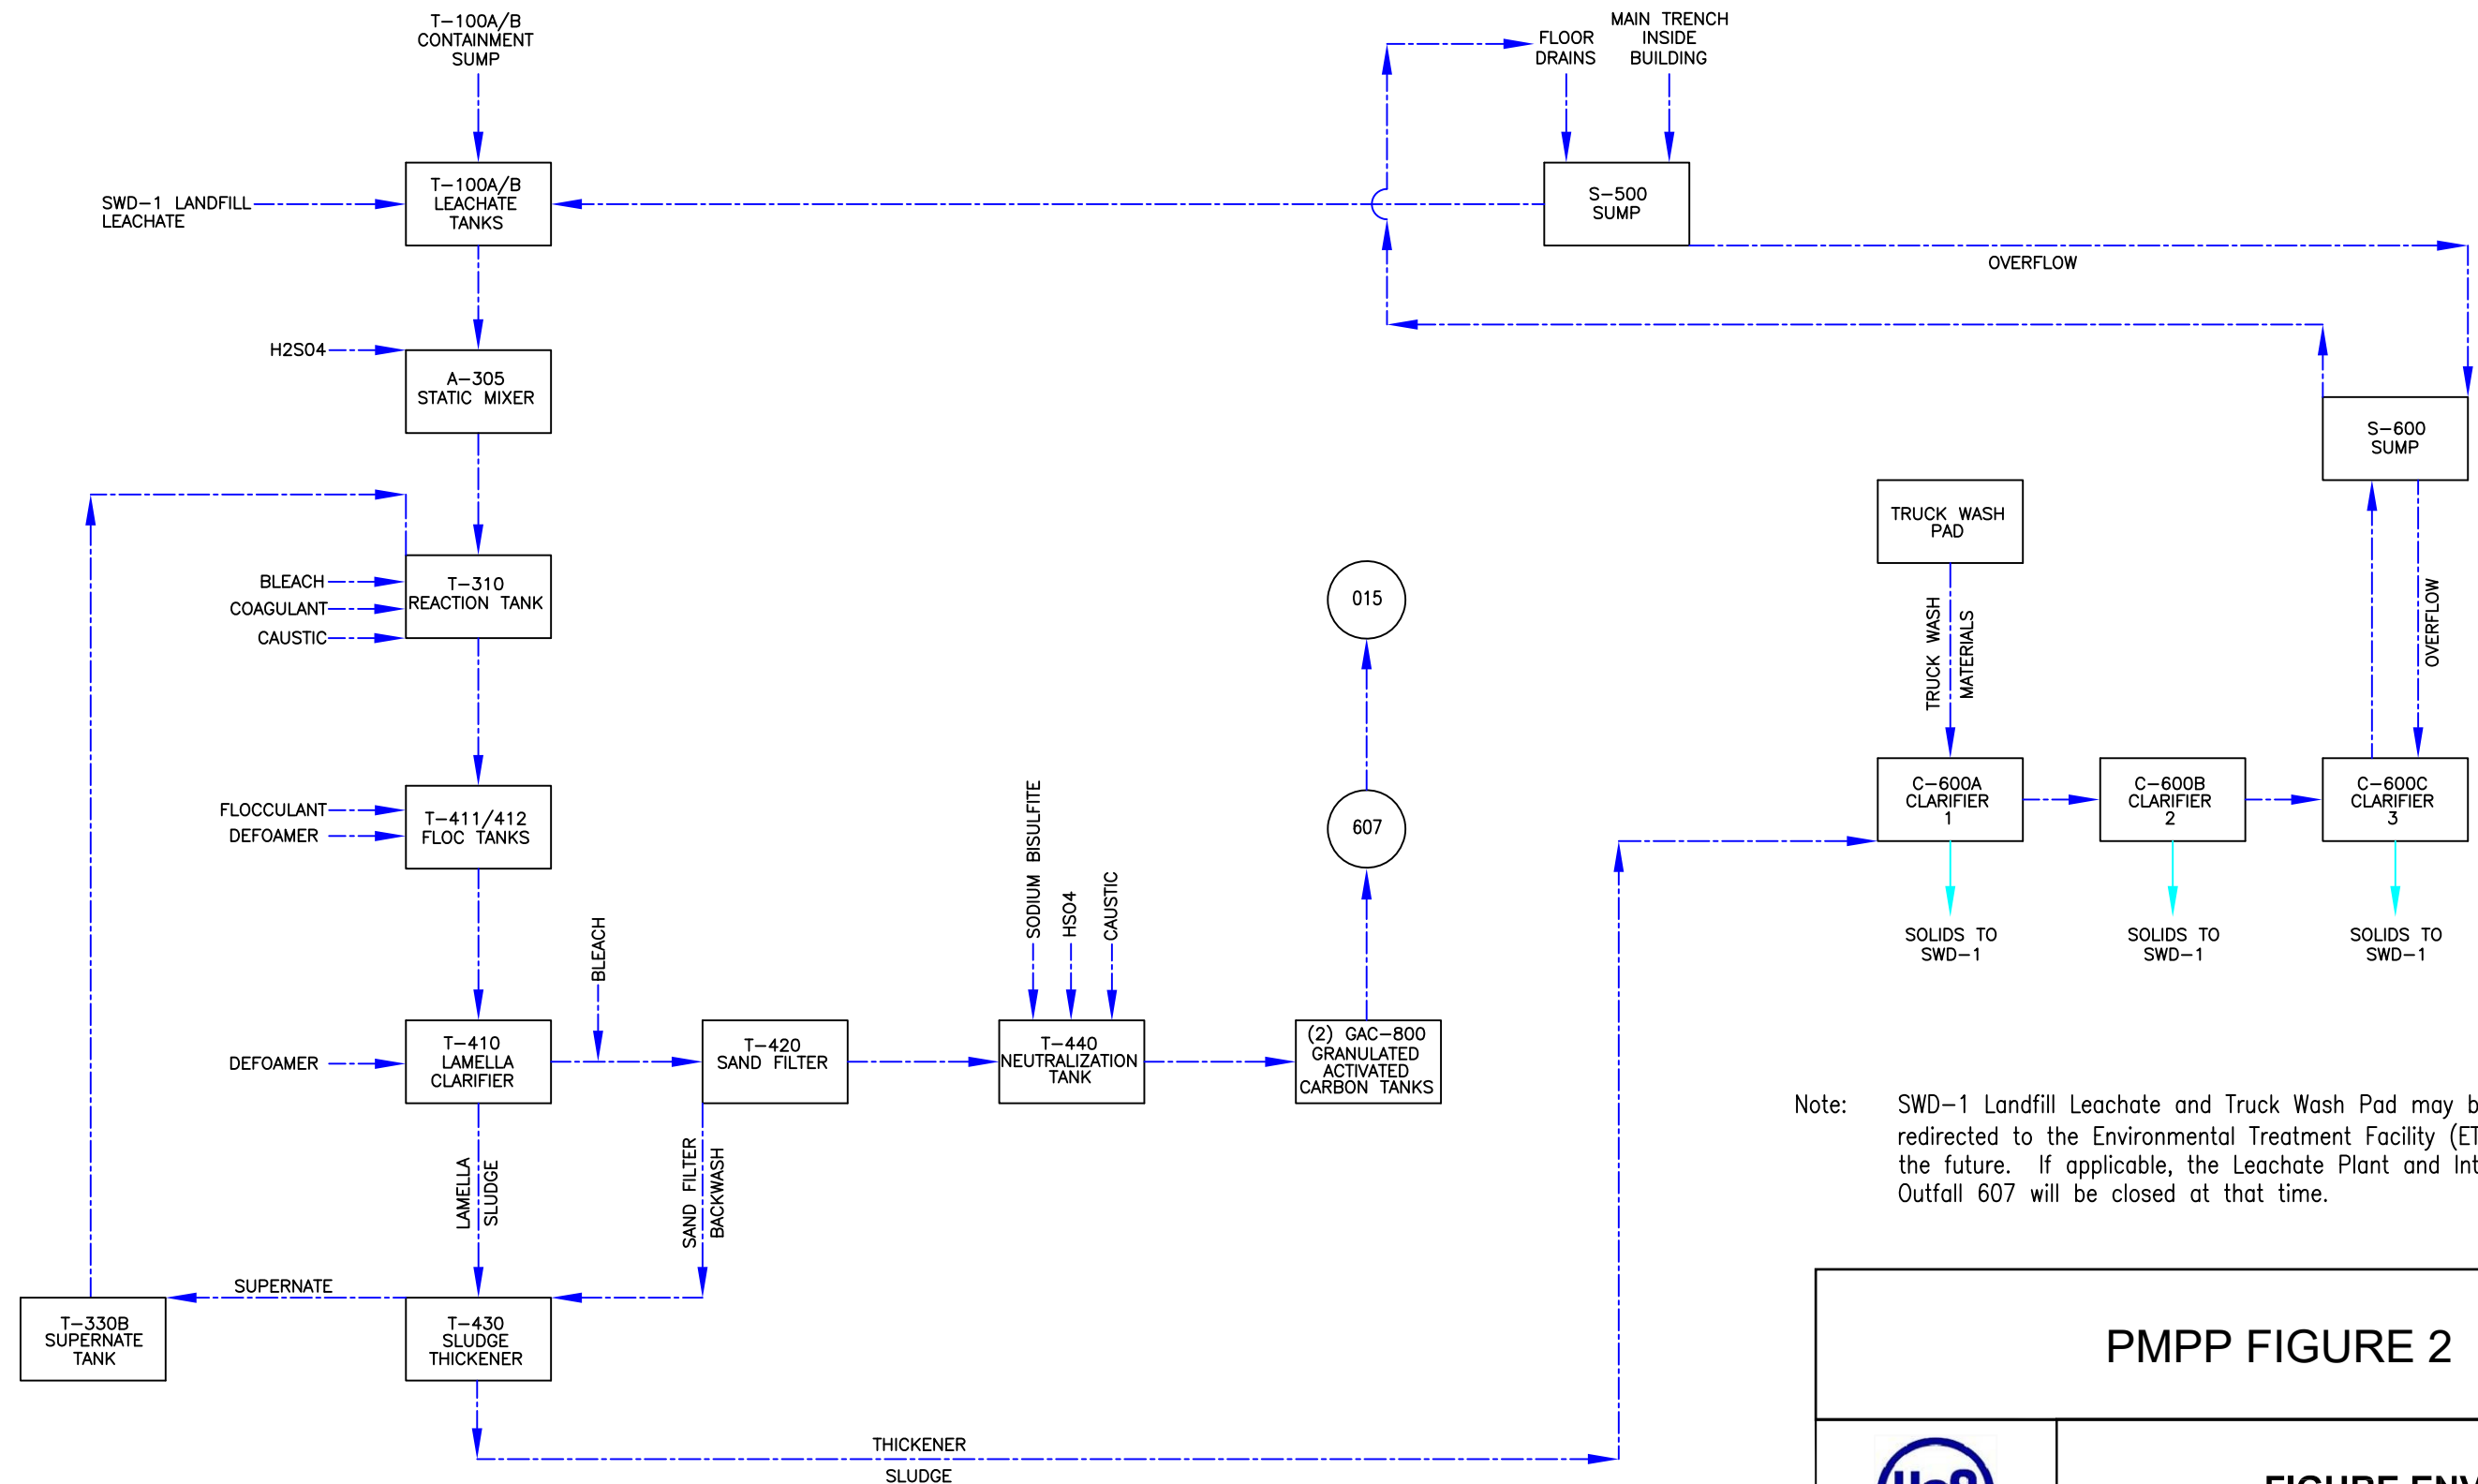 T-100A/B
CONTAINMENT
SUMP
FLOOR
DRAINS
MAIN TRENCH
INSIDE
BUILDING
SWD-1 LANDFILL
LEACHATE
T-100A/B
LEACHATE
TANKS
S-500
SUMP
OVERFLOW
H2SO4
A-305
STATIC MIXER
S-600
SUMP
TRUCK WASH
PAD
BLEACH
COAGULANT
CAUSTIC
T-310
REACTION TANK
015
TRUCK WASH
MATERIALS
OVERFLOW
FLOCCULANT
DEFOAMER
T-411/412
FLOC TANKS
607
C-600A
CLARIFIER
1
C-600B
CLARIFIER
2
C-600C
CLARIFIER
3
SODIUM BISULFITE
HSO4
CAUSTIC
BLEACH
SOLIDS TO
SWD-1
SOLIDS TO
SWD-1
SOLIDS TO
SWD-1
DEFOAMER
T-410
LAMELLA
CLARIFIER
T-420
SAND FILTER
T-440
NEUTRALIZATION
TANK
(2) GAC-800
GRANULATED
ACTIVATED
CARBON TANKS
Note: SWD-1 Landfill Leachate and Truck Wash Pad may
redirected to the Environmental Treatment Facility
the future. If applicable, the Leachate Plant and
Outfall 607 will be closed at that time.
LAMELLA
SLUDGE
SAND FILTER
BACKWASH
SUPERNATE
T-330B
SUPERNATE
TANK
T-430
SLUDGE
THICKENER
THICKENER
SLUDGE
PMPP FIGURE 2